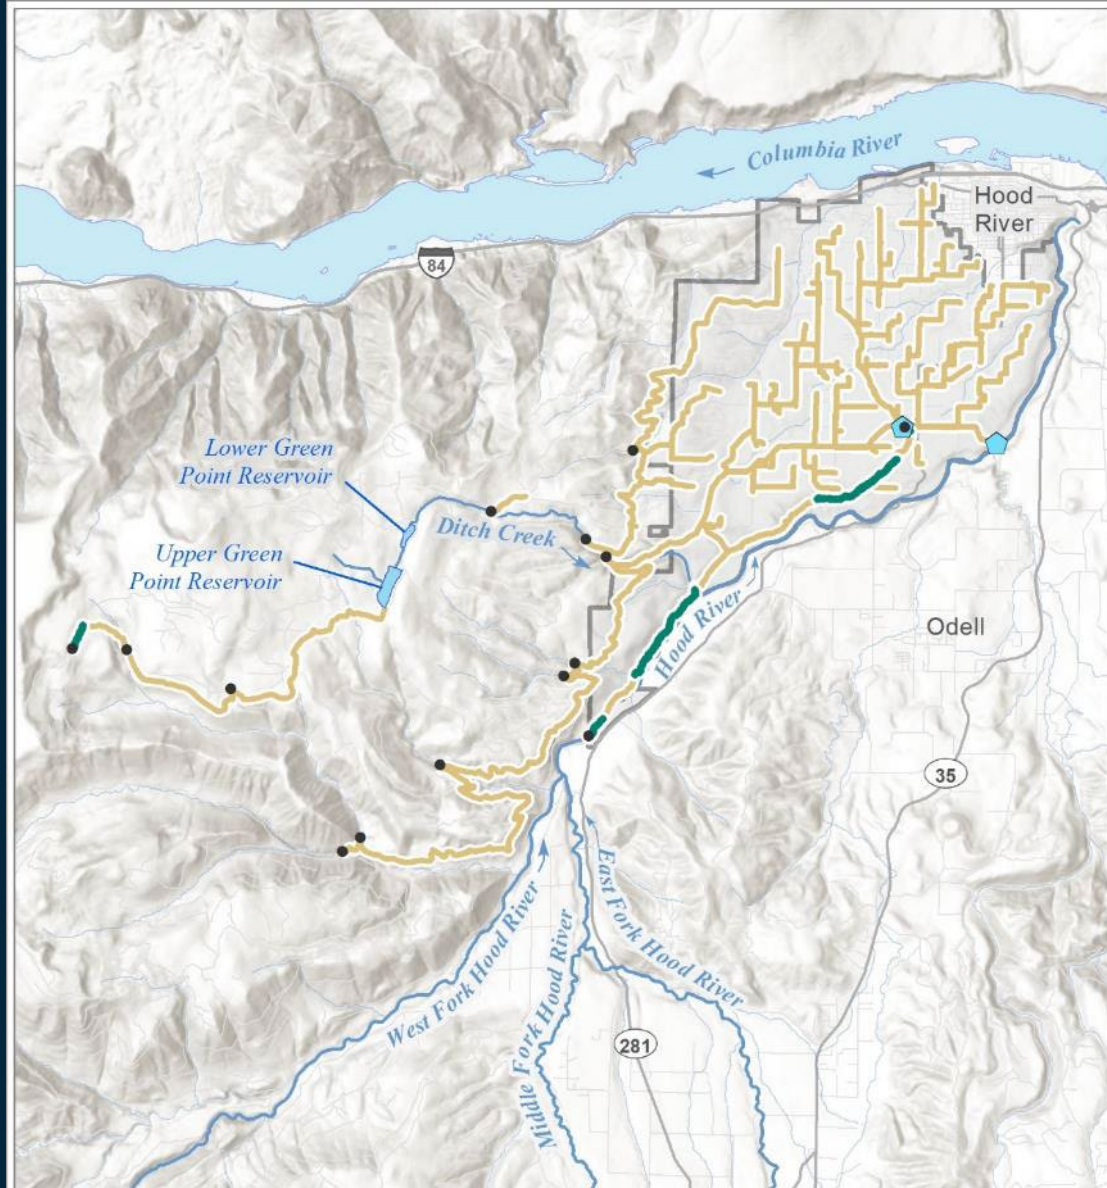 Columbia River
Hood
River
84
Lower Green
Point Reservoir
Ditch Creek
Upper Green
Point Reservoir
Hood River
Odell
35
East Fork Hood River
West Fork Hood River
Middle Fork Hood River
281